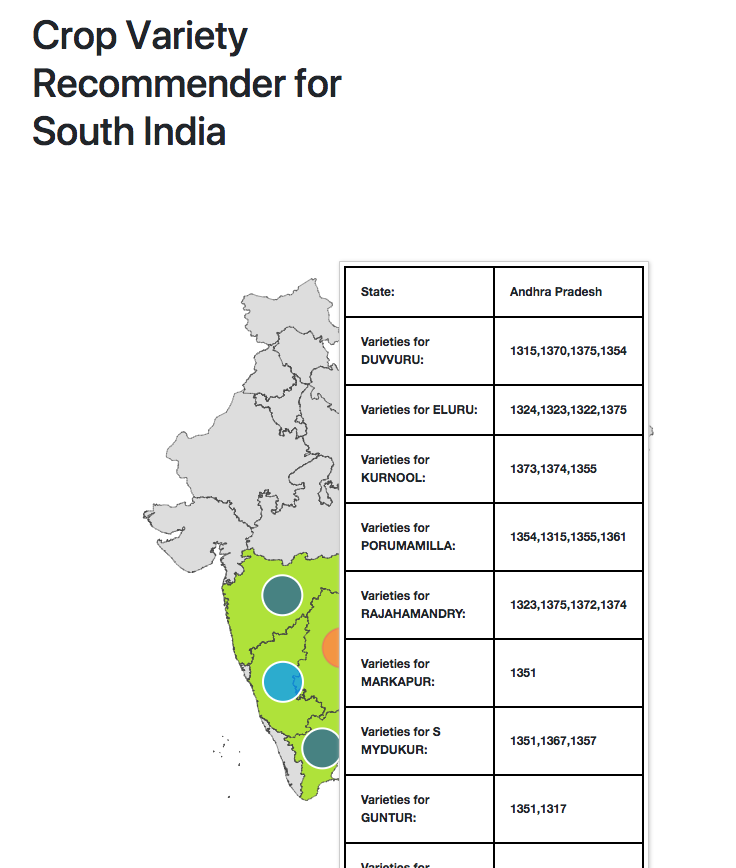 Crop Variety
Recommender for
South India
State: Andhra Pradesh
Varieties for
DUVVURU: 1315,1370,1375,1354
Varieties for ELURU: 1324,1323,1322,1375
Varieties for
KURNOOL: 1373,1374,1355
Varieties for
PORUMAMILLA: 1354,1315,1355,1361
Varieties for
RAJAHAMANDRY: 1323,1375,1372,1374
Varieties for
MARKAPUR: 1351
Varieties for S
MYDUKUR: 1351,1367,1357
Varieties for
GUNTUR: 1351,1317
Varieties for